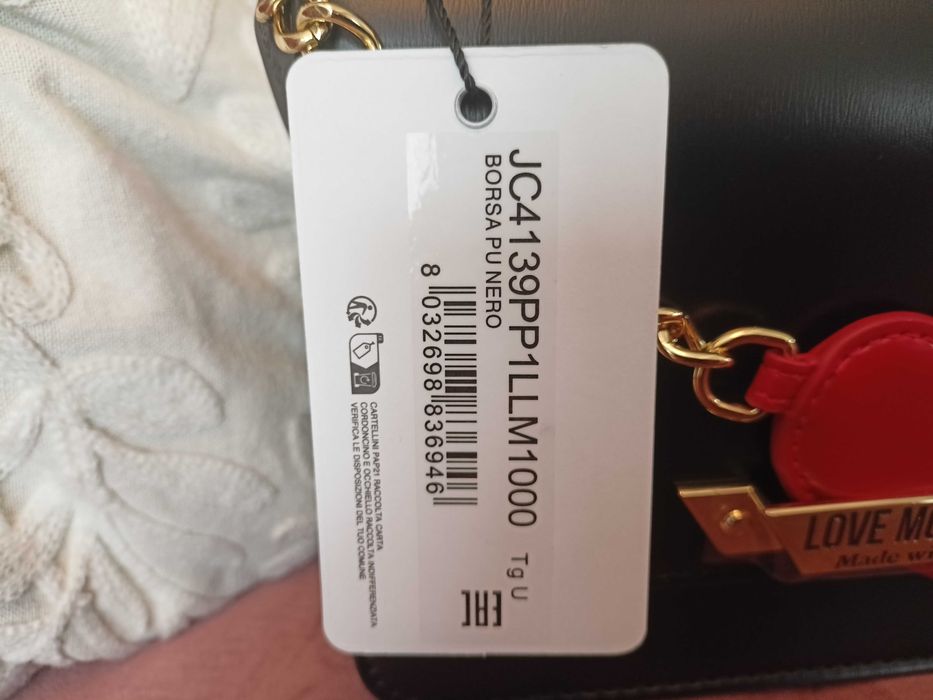 JC4139PP1LLM1000 Tg U
BORSA PU NERO
8 032698 836946
CARTELLINI PAP21 RACCOLTA CARTA
CORDONCINO E OCCHIELLO RACCOLTA INDIFFERENZIATA
VERIFICA LE DISPOSIZIONI DEL TUO COMUNE
LOVE MO
Made wi